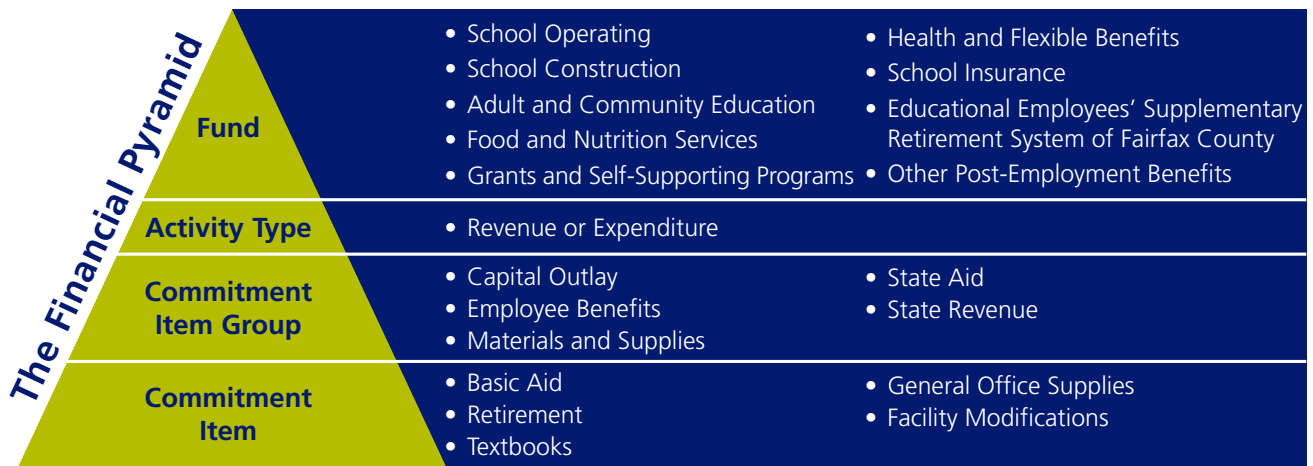 The Financial Pyramid
Fund
• School Operating
• School Construction
• Adult and Community Education
• Food and Nutrition Services
• Grants and Self-Supporting Programs
• Health and Flexible Benefits
• School Insurance
• Educational Employees’ Supplementary
Retirement System of Fairfax County
• Other Post-Employment Benefits
Activity Type
• Revenue or Expenditure
Commitment
Item Group
• Capital Outlay
• Employee Benefits
• Materials and Supplies
• State Aid
• State Revenue
Commitment
Item
• Basic Aid
• Retirement
• Textbooks
• General Office Supplies
• Facility Modifications